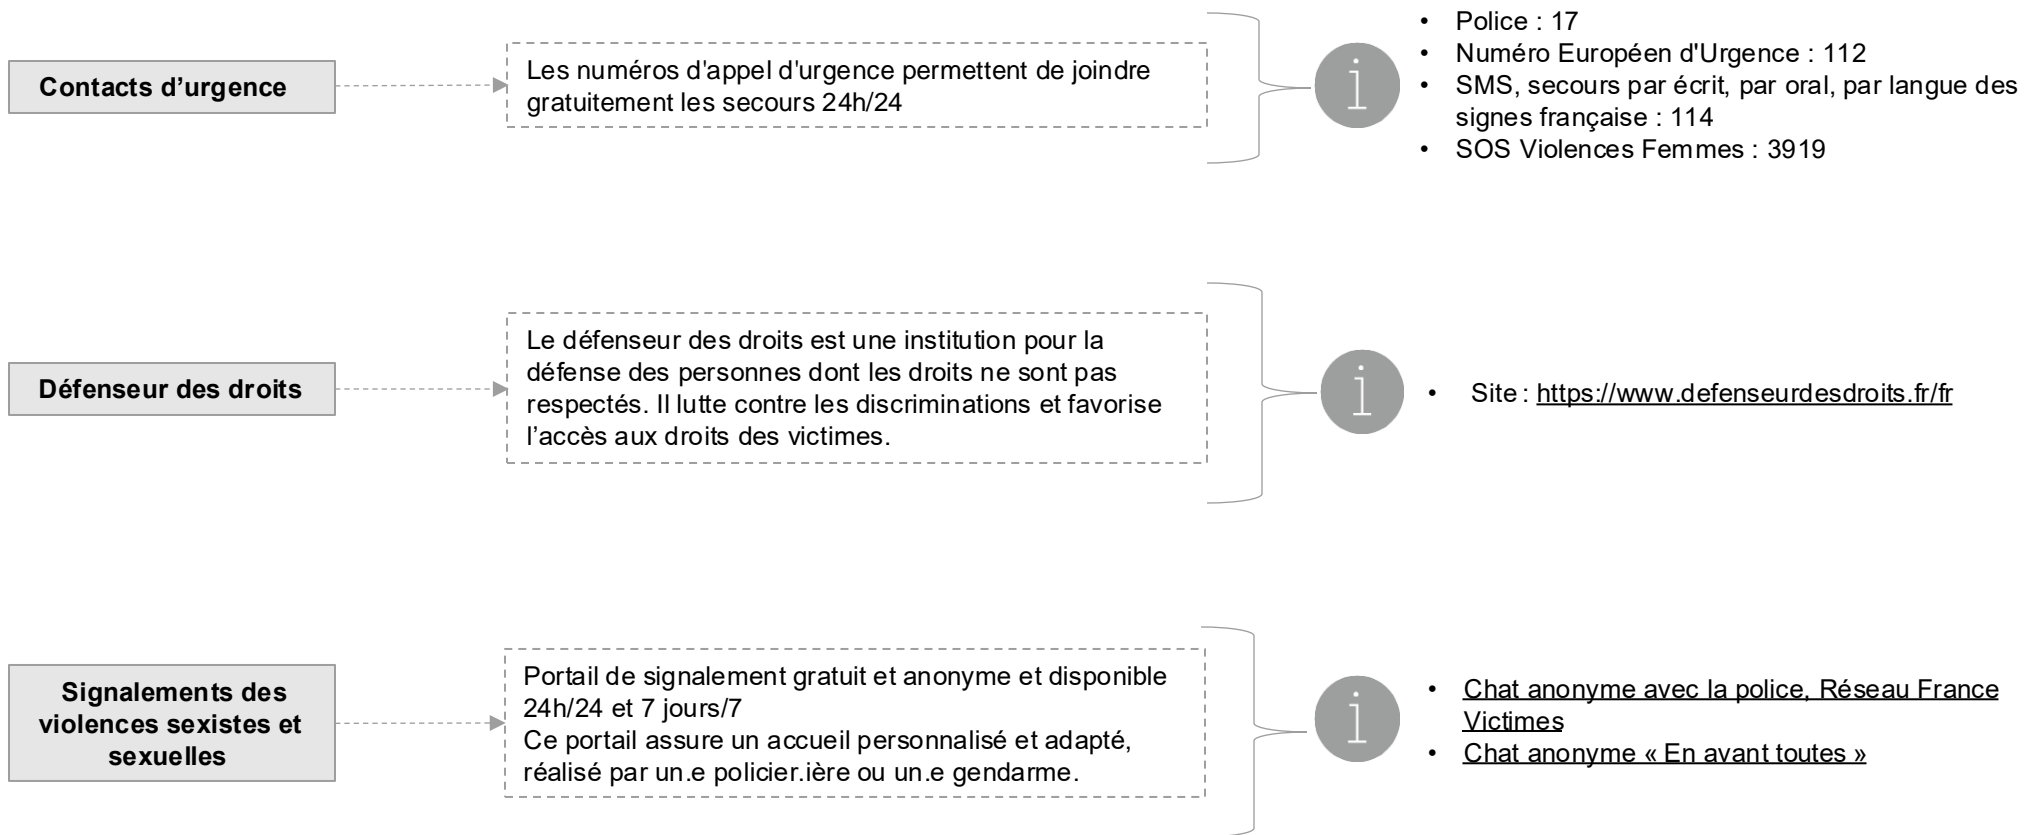 Contacts d’urgence
Les numéros d'appel d'urgence permettent de joindre
gratuitement les secours 24h/24
• Police : 17
• Numéro Européen d'Urgence : 112
• SMS, secours par écrit, par oral, par langue des
signes française : 114
• SOS Violences Femmes : 3919
Défenseur des droits
Le défenseur des droits est une institution pour la
défense des personnes dont les droits ne sont pas
respectés. Il lutte contre les discriminations et favorise
l’accès aux droits des victimes.
• Site : https://www.defenseurdesdroits.fr/fr
Signalements des
violences sexistes et
sexuelles
Portail de signalement gratuit et anonyme et disponible
24h/24 et 7 jours/7
Ce portail assure un accueil personnalisé et adapté,
réalisé par un.e policier.ière ou un.e gendarme.
• Chat anonyme avec la police, Réseau France
Victimes
• Chat anonyme « En avant toutes »